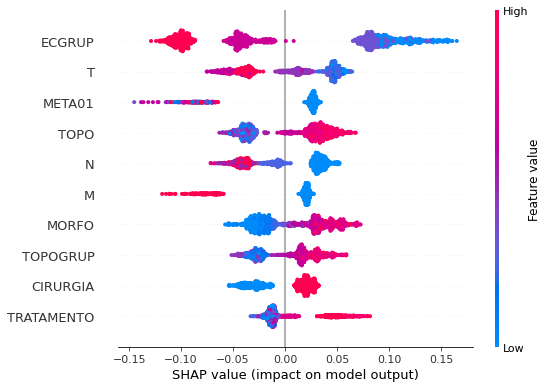 High
ECGRUP
T
META01
TOPO
N
M
MORFO
TOPOGRUP
CIRURGIA
TRATAMENTO
Feature value
Low
−0.15 −0.10 −0.05 0.00 0.05 0.10 0.15
SHAP value (impact on model output)